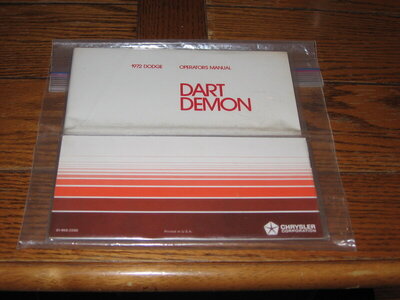 1972 DODGE OPERATORS MANUAL
DART
DEMON
Printed in U.S.A.
CHRYSLER
CORPORATION